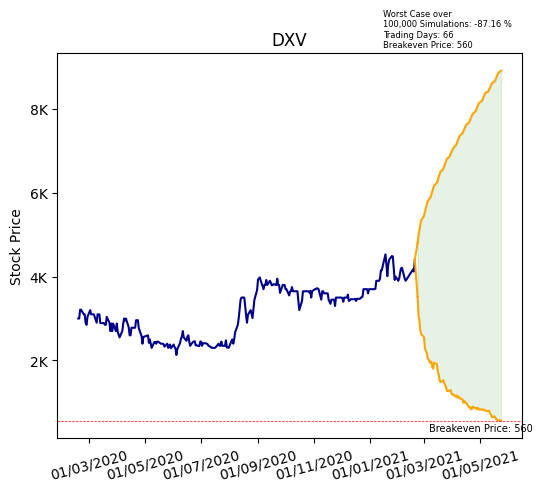 Worst Case over
100,000 Simulations: -87.16 %
Trading Days: 66
Breakeven Price: 560
DXV
Stock Price
8K
6K
4K
2K
Breakeven Price: 560
01/03/2020
01/05/2020
01/07/2020
01/09/2020
01/11/2020
01/01/2021
01/03/2021
01/05/2021